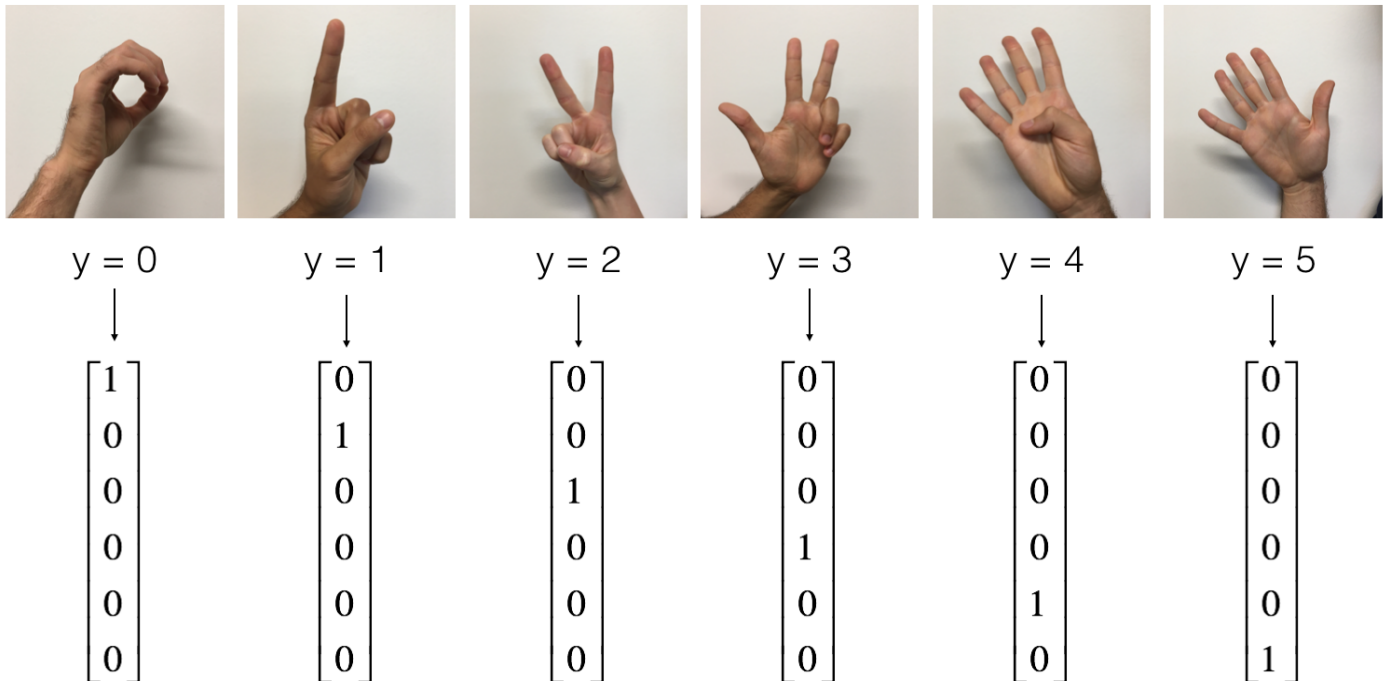 y = 0 y = 1 y = 2 y = 3 y = 4 y = 5
1 0 0 0 0 0
0 1 0 0 0 0
0 0 1 0 0 0
0 0 0 1 0 0
0 0 0 0 1 0
0 0 0 0 0 1